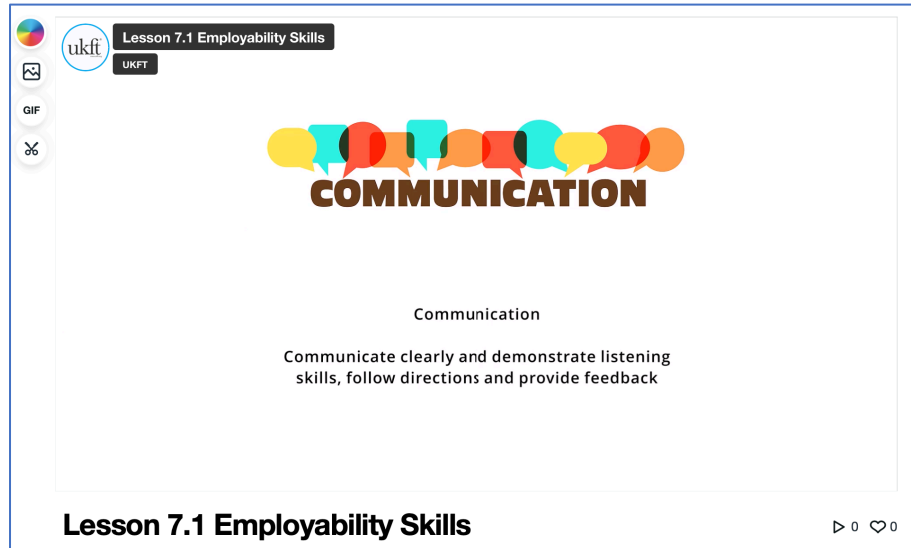 ukft
Lesson 7.1 Employability Skills
UKFT
GIF
COMMUNICATION
Communication
Communicate clearly and demonstrate listening
skills, follow directions and provide feedback
Lesson 7.1 Employability Skills
0 0